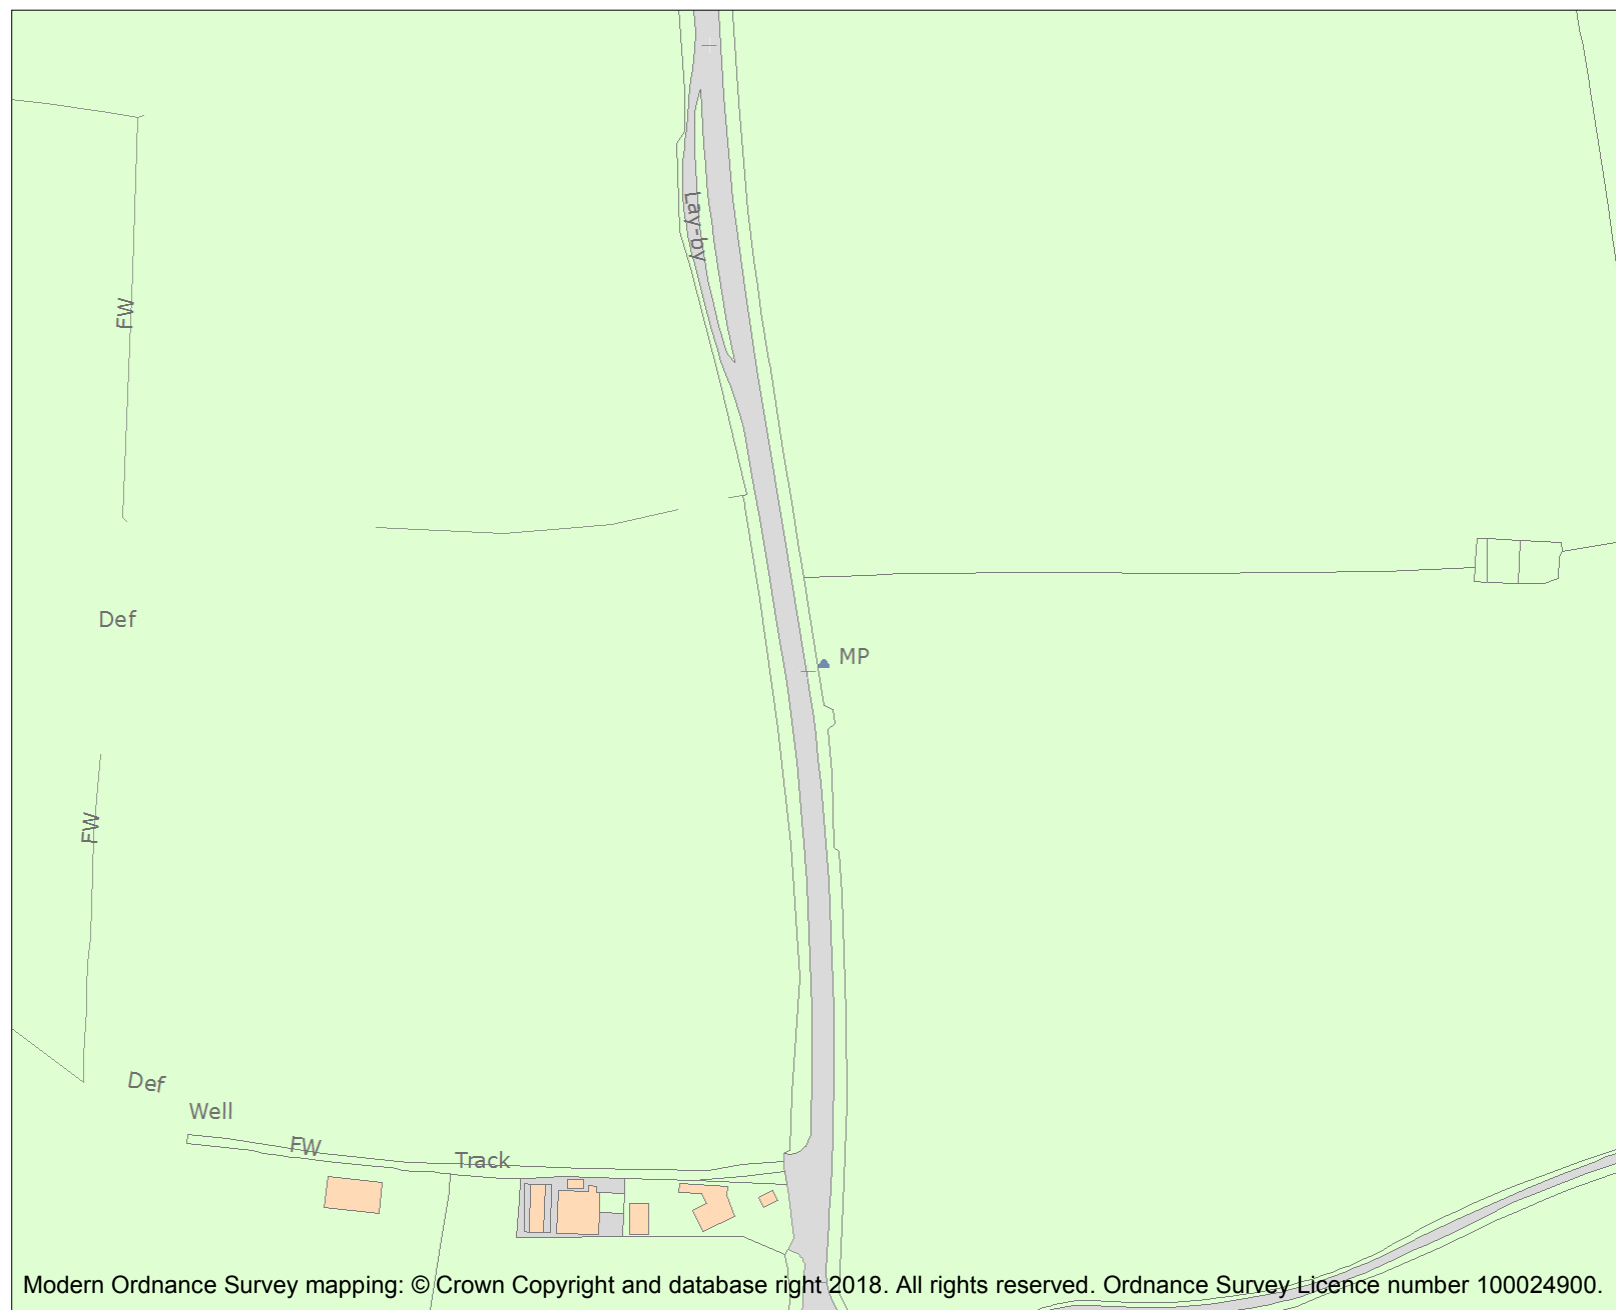 Lay-by
FW
Def
MP
FW
Def
Well
FW
Track
Modern Ordnance Survey mapping: © Crown Copyright and database right 2018. All rights reserved. Ordnance Survey Licence number 100024900.